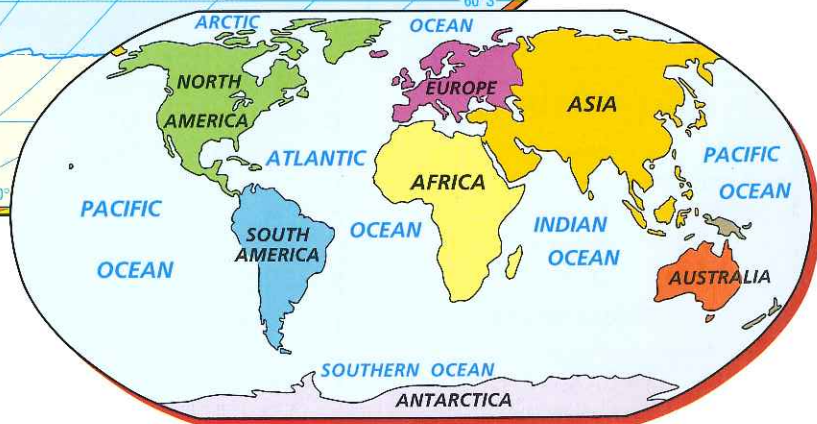 60°S
ARCTIC
OCEAN
NORTH
AMERICA
EUROPE
ASIA
ATLANTIC
OCEAN
AFRICA
PACIFIC
OCEAN
PACIFIC
OCEAN
SOUTH
AMERICA
INDIAN
OCEAN
AUSTRALIA
SOUTHERN OCEAN
ANTARCTICA